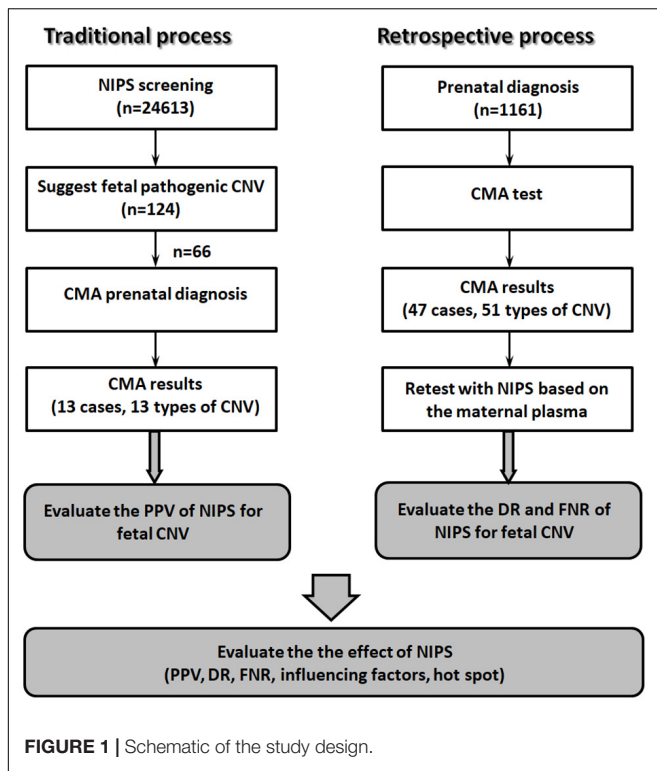 Traditional process
NIPS screening
(n=24613)
Suggest fetal pathogenic CNV
(n=124)
n=66
CMA prenatal diagnosis
CMA results
(13 cases, 13 types of CNV)
Evaluate the PPV of NIPS for
fetal CNV
Retrospective process
Prenatal diagnosis
(n=1161)
CMA test
CMA results
(47 cases, 51 types of CNV)
Retest with NIPS based on
the maternal plasma
Evaluate the DR and FNR of
NIPS for fetal CNV
Evaluate the the effect of NIPS
(PPV, DR, FNR, influencing factors, hot spot)
FIGURE 1 | Schematic of the study design.